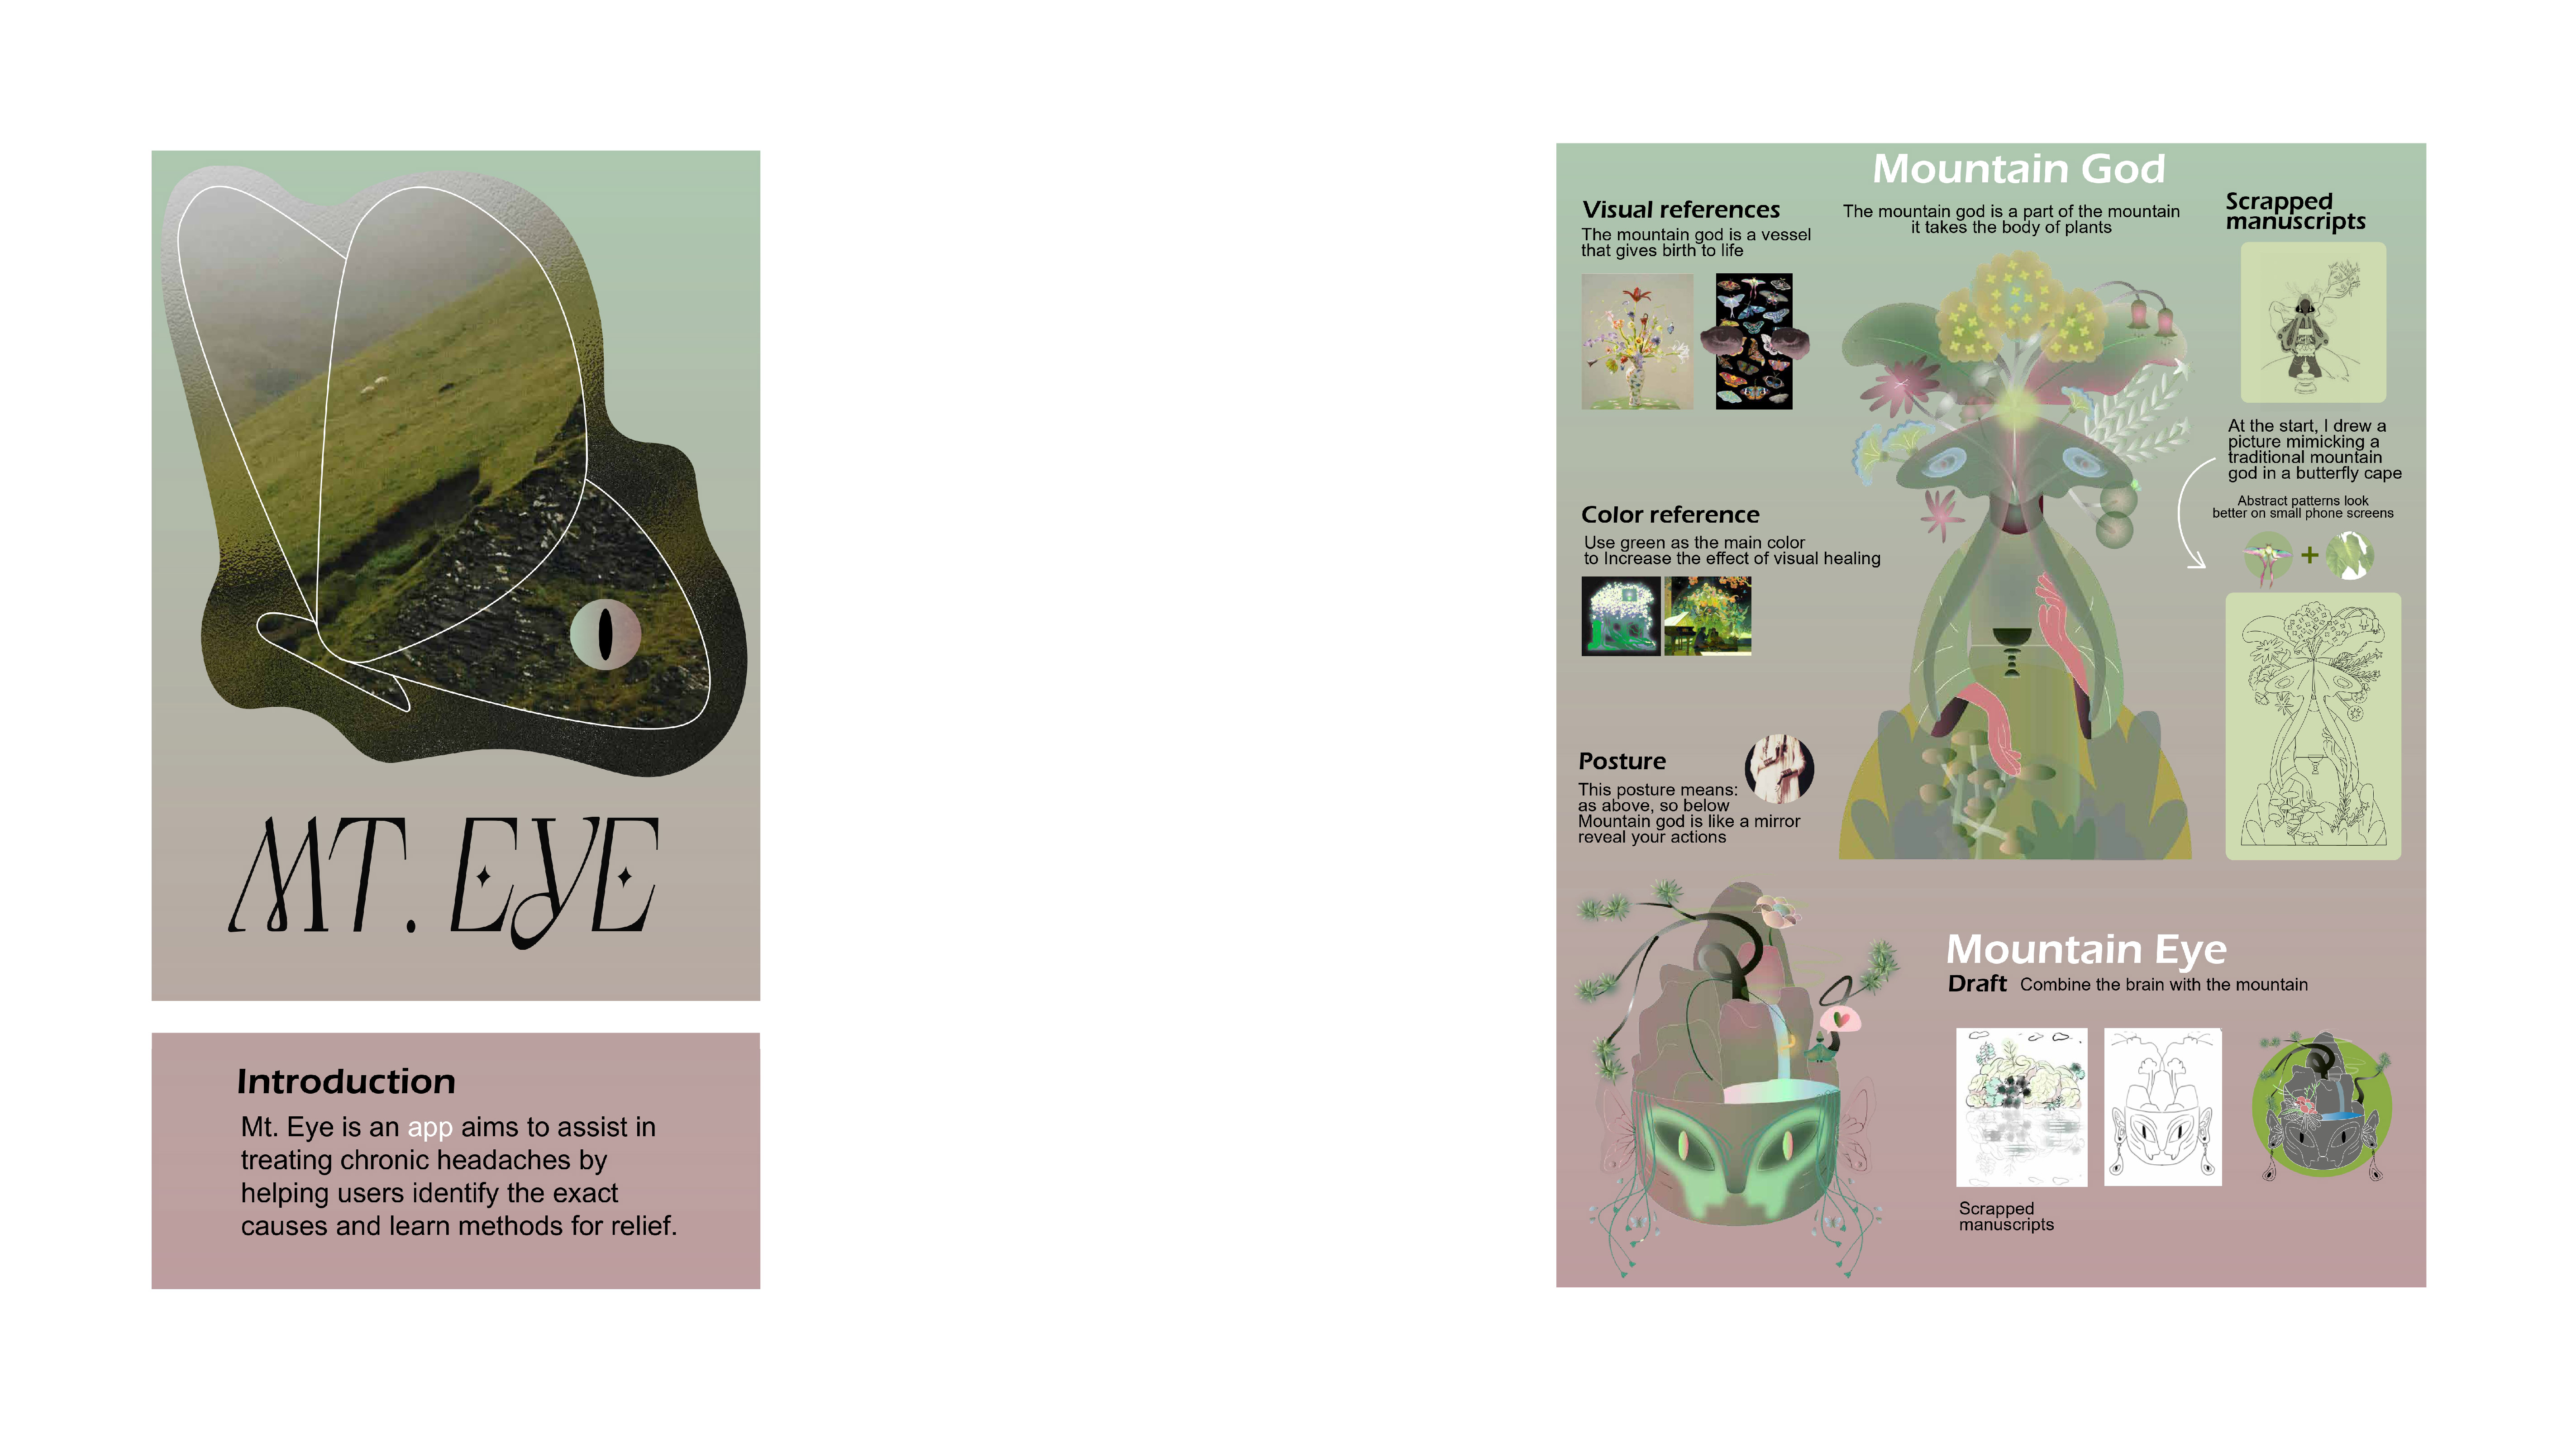 MT. EYE
Introduction
Mt. Eye is an app aims to assist in
treating chronic headaches by
helping users identify the exact
causes and learn methods for relief.
Mountain God
The mountain god is a part of the mountain
it takes the body of plants
Visual references
The mountain god is a vessel
that gives birth to life
Color reference
Use green as the main color
to Increase the effect of visual healing
Posture
This posture means:
as above, so below
Mountain god is like a mirror
reveal your actions
Scrapped
manuscripts
At the start, I drew a
picture mimicking a
traditional mountain
god in a butterfly cape
Abstract patterns look
better on small phone screens
+
Mountain Eye
Draft Combine the brain with the mountain
Scrapped
manuscripts